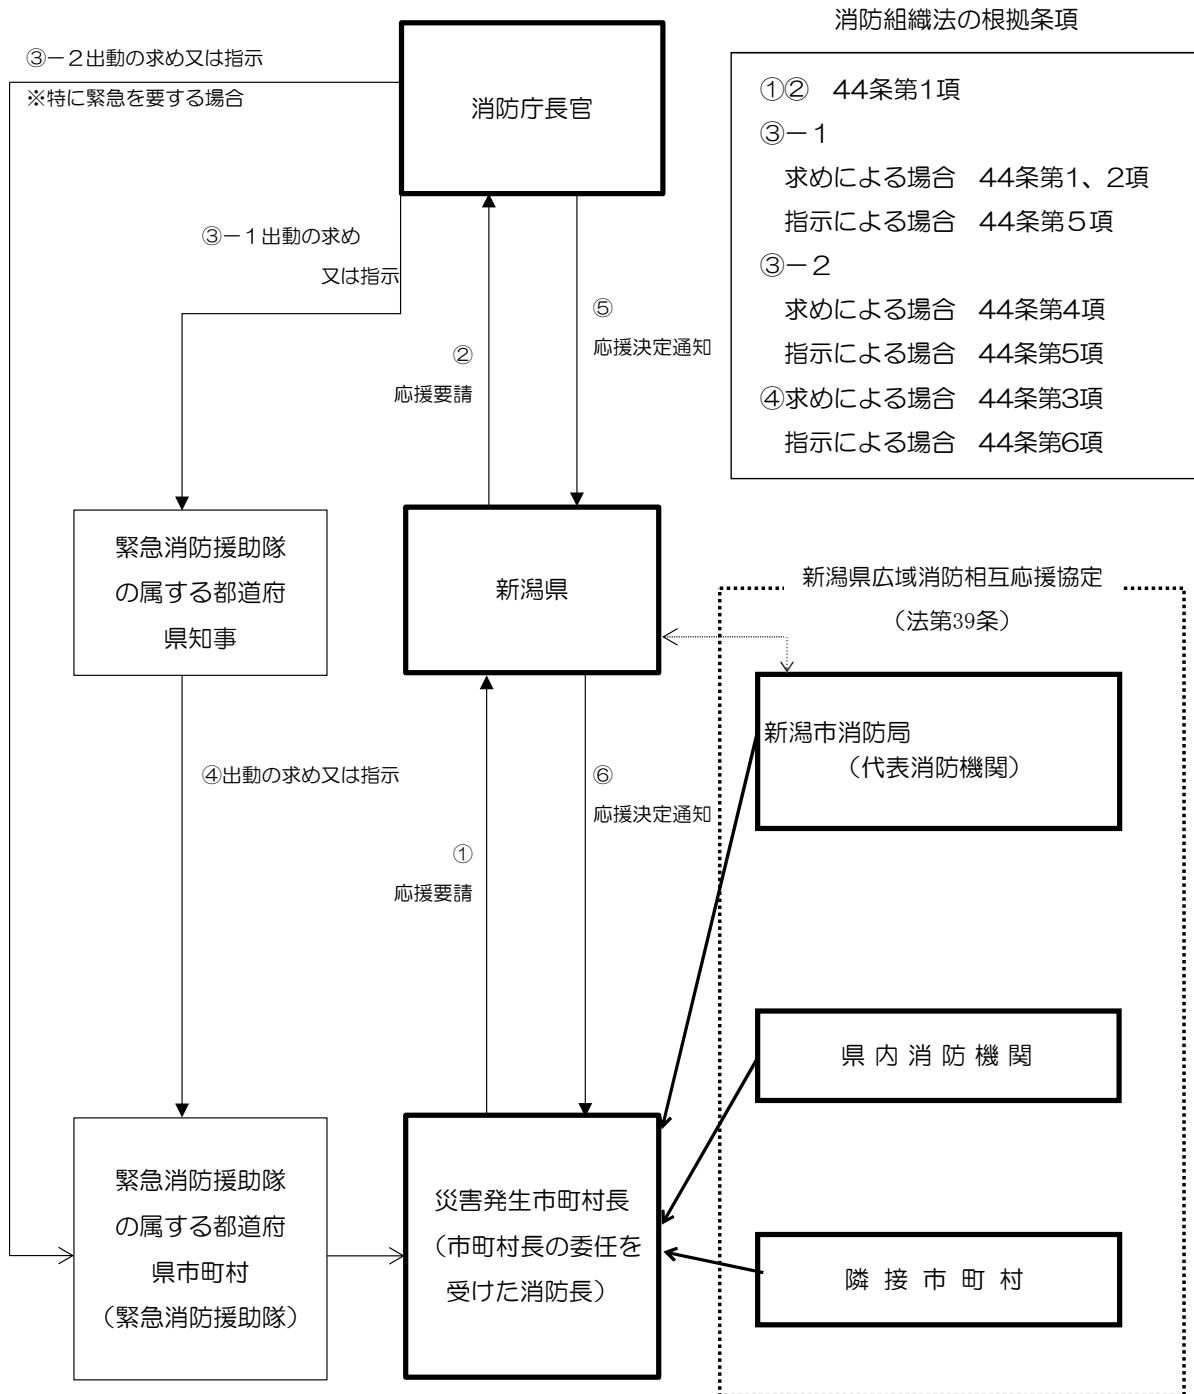 消防組織法の根拠条項
③－２出動の求め又は指示
※特に緊急を要する場合
消防庁長官
①② 44条第1項
③－１
求めによる場合 44条第1、2項
指示による場合 44条第５項
③－２
求めによる場合 44条第4項
指示による場合 44条第5項
④求めによる場合 44条第3項
指示による場合 44条第6項
③－１出動の求め
又は指示
②
応援要請
⑤
応援決定通知
緊急消防援助隊
の属する都道府
県知事
新潟県
新潟県広域消防相互応援協定
（法第39条）
新潟市消防局
（代表消防機関）
④出動の求め又は指示
①
応援要請
⑥
応援決定通知
県内消防機関
緊急消防援助隊
の属する都道府
県市町村
（緊急消防援助隊）
災害発生市町村長
（市町村長の委任を
受けた消防長）
隣接市町村